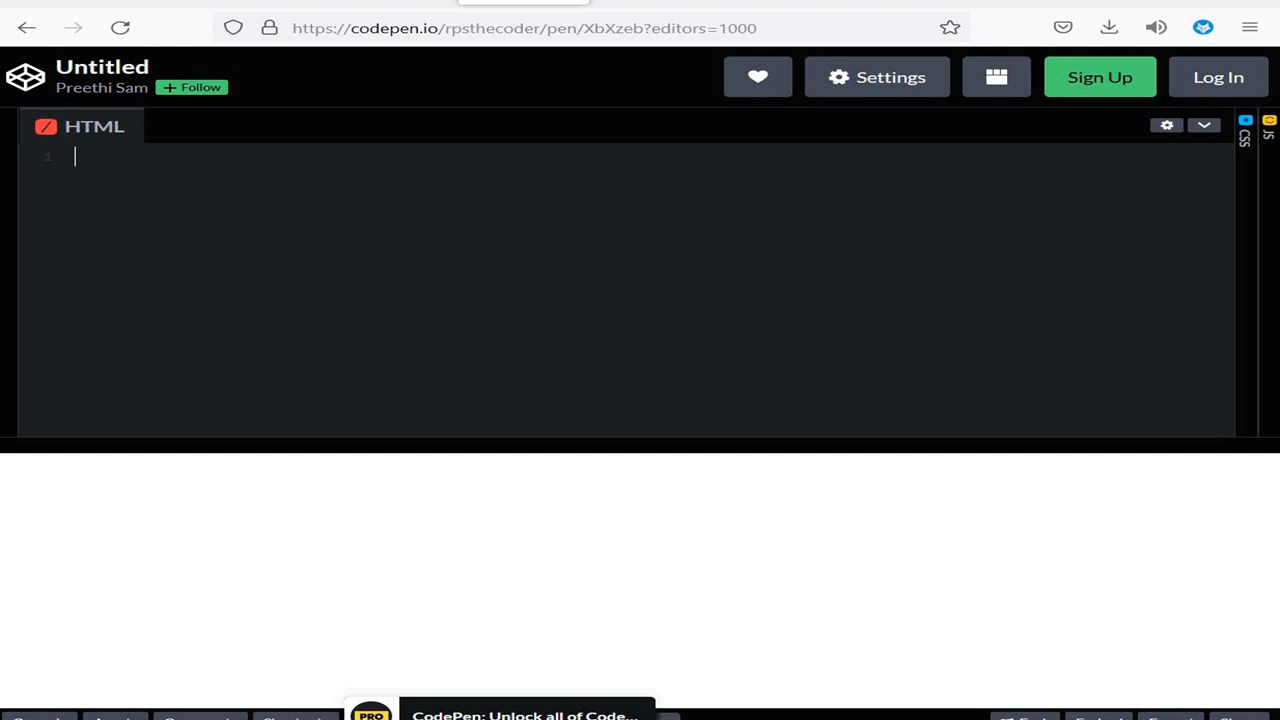 https://codepen.io/rpsthecoder/pen/XbXzeb?editors=1000
Untitled
Preethi Sam + Follow
Settings
Sign Up
Log In
HTML
CSS
JS
1
PRO
CodePen: Unlock all of Code...